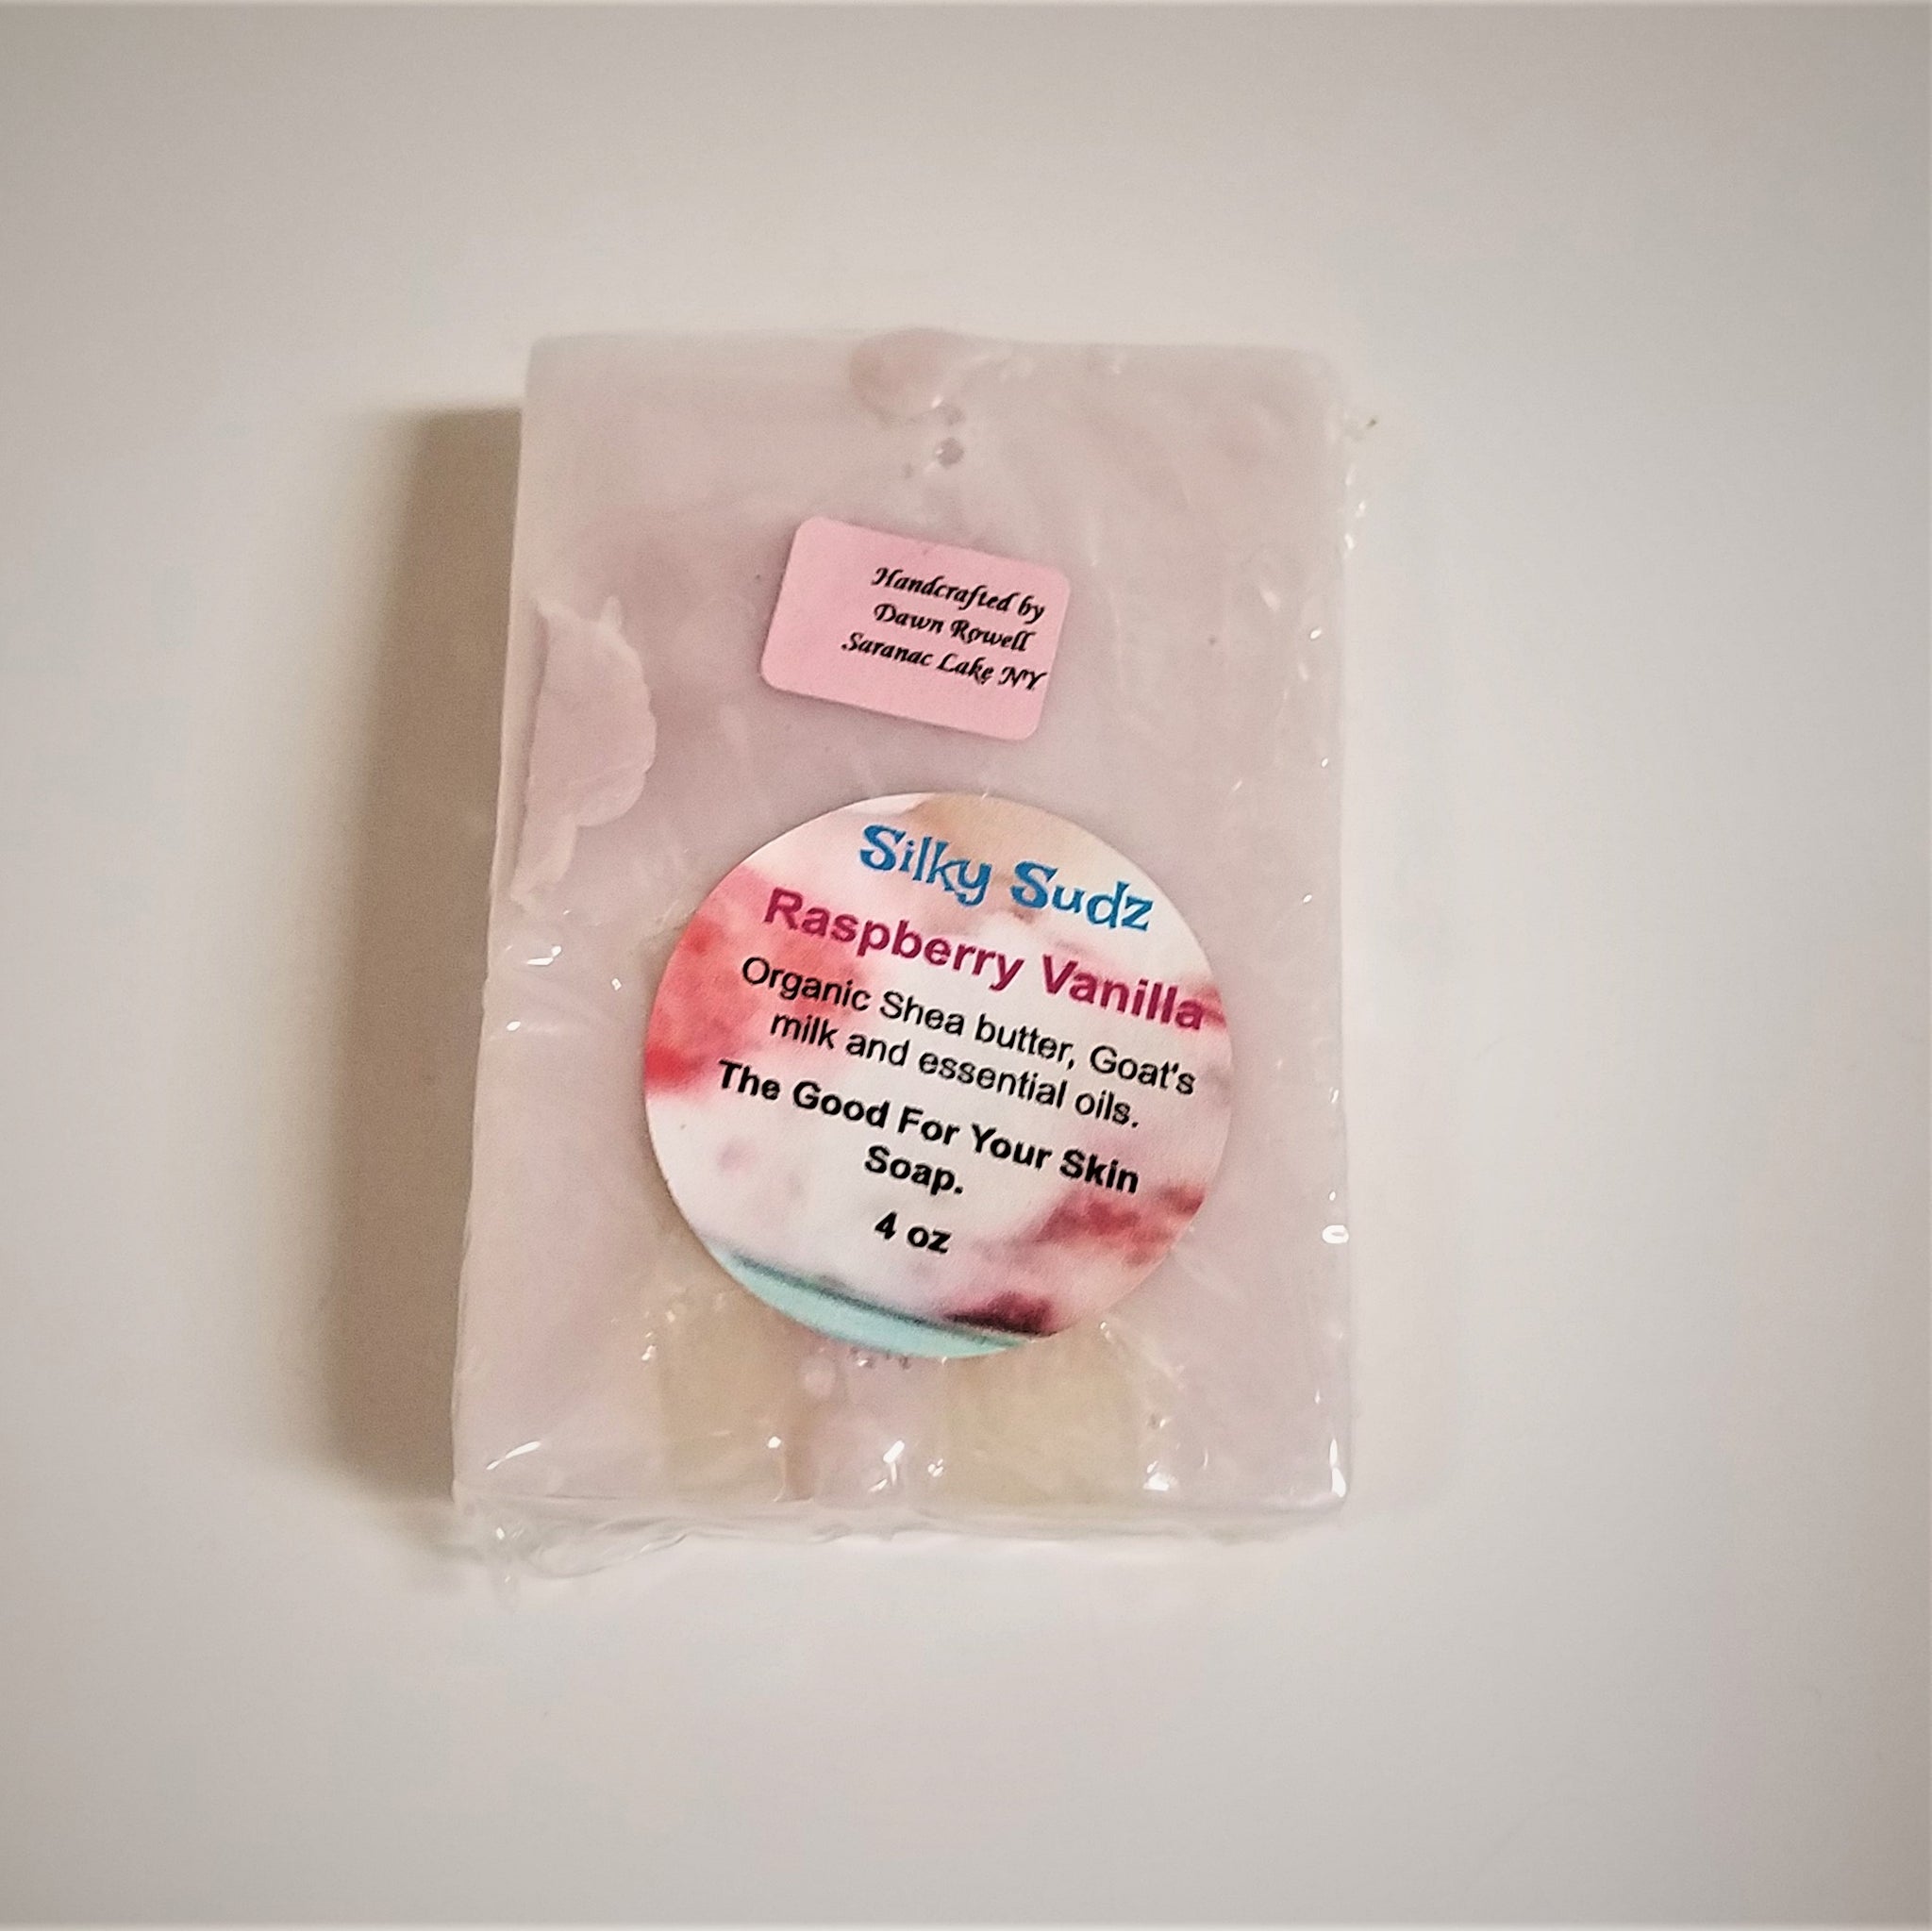 Handcrafted by
Dawn Rowell
Saranac Lake NY
Silky Sudz
Raspberry Vanilla
Organic Shea butter, Goat's
milk and essential oils.
The Good For Your Skin
Soap.
4 oz